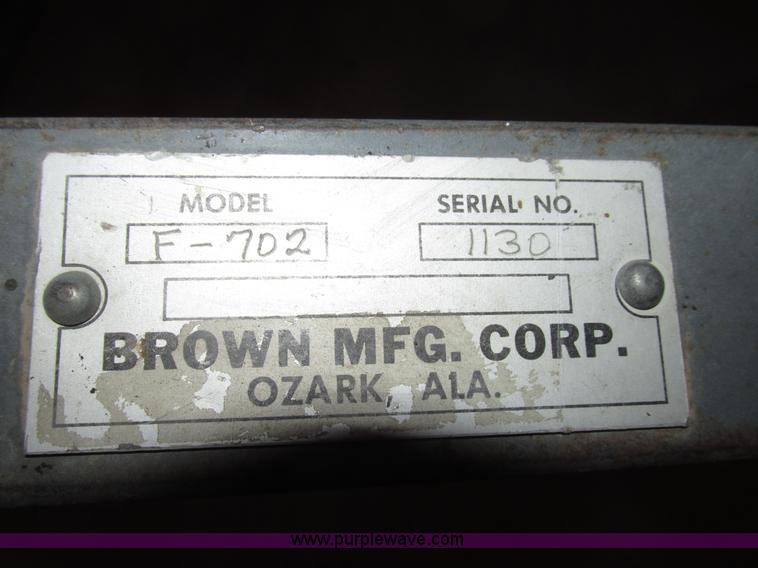 MODEL SERIAL NO.
F-702 1130
BROWN MFG. CORP.
OZARK, ALA.
www.purplewave.com